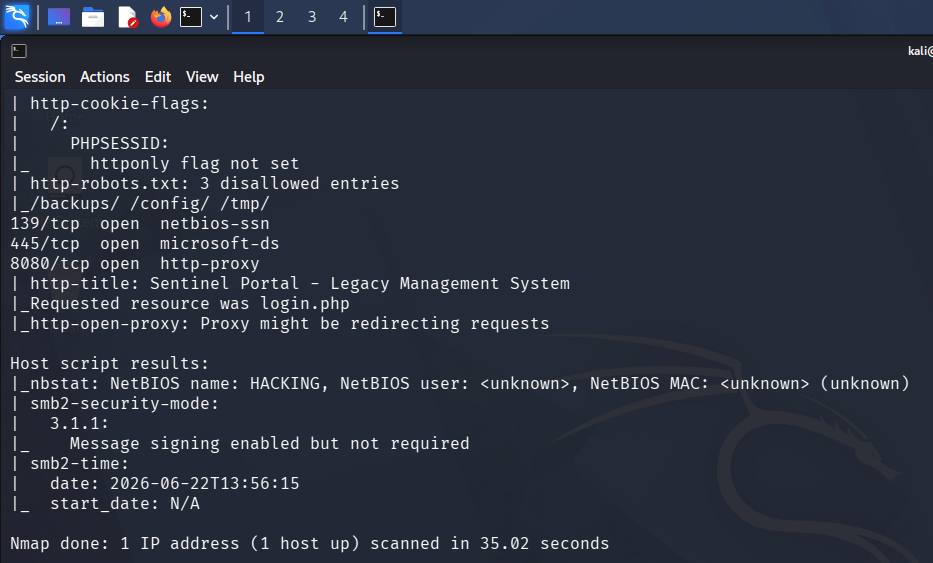 1 2 3 4
kali@
Session Actions Edit View Help
| http-cookie-flags:
|   /:
|     PHPSESSID:
|_      httponly flag not set
| http-robots.txt: 3 disallowed entries
|_/backups/ /config/ /tmp/
139/tcp  open  netbios-ssn
445/tcp  open  microsoft-ds
8080/tcp open  http-proxy
| http-title: Sentinel Portal - Legacy Management System
|_Requested resource was login.php
|_http-open-proxy: Proxy might be redirecting requests
Host script results:
|_nbstat: NetBIOS name: HACKING, NetBIOS user: <unknown>, NetBIOS MAC: <unknown> (unknown)
| smb2-security-mode:
|   3.1.1:
|_    Message signing enabled but not required
| smb2-time:
|   date: 2026-06-22T13:56:15
|_  start_date: N/A
Nmap done: 1 IP address (1 host up) scanned in 35.02 seconds